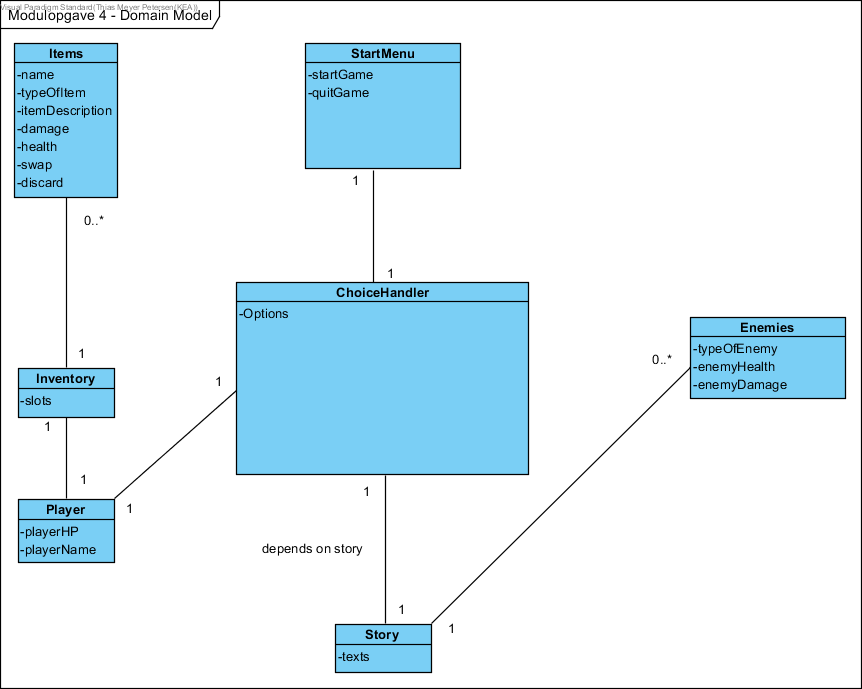 Visual Paradigm Standard(Thias Meyer Petersen(KEA))
Modulopgave 4 - Domain Model
Items
-name
-typeOfItem
-itemDescription
-damage
-health
-swap
-discard
StartMenu
-startGame
-quitGame
1
0..*
1
ChoiceHandler
-Options
Enemies
-typeOfEnemy
-enemyHealth
-enemyDamage
0..*
1
Inventory
-slots
1
1
1
Player
-playerHP
-playerName
1
1
depends on story
1
Story
-texts
1